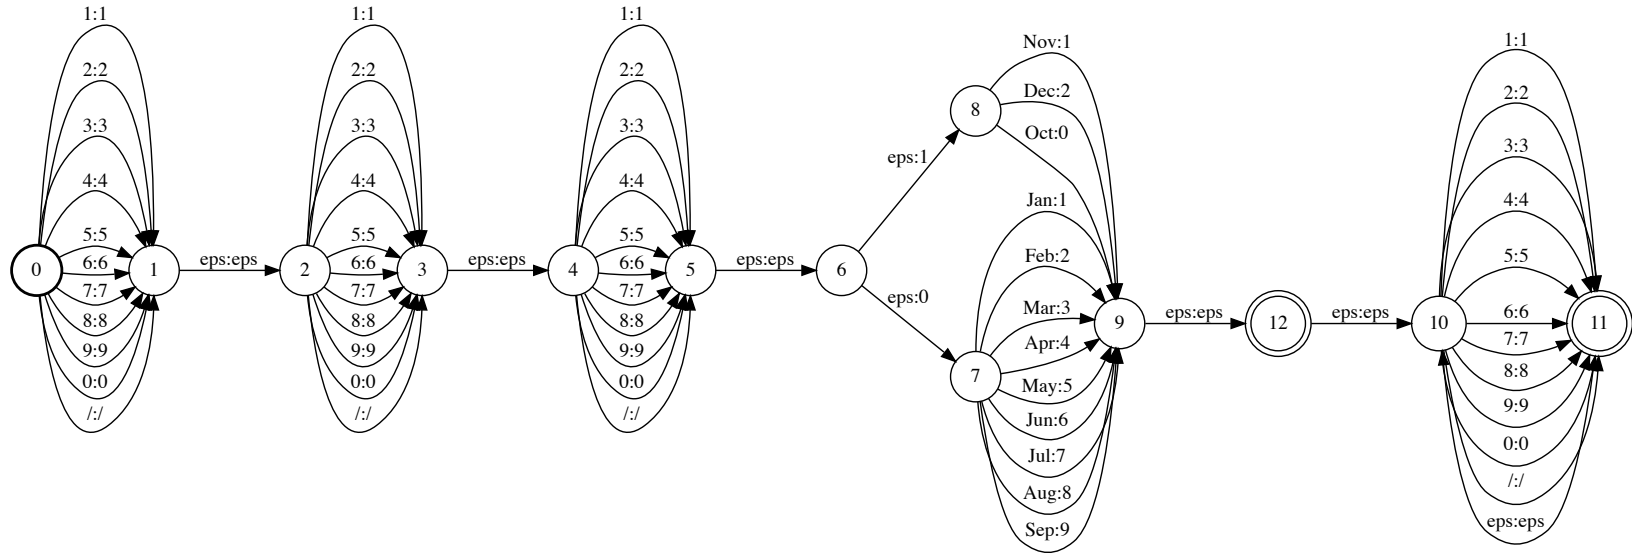 0
1:1
2:2
3:3
4:4
5:5
6:6
7:7
8:8
9:9
0:0
/:/
1
eps:eps
2
1:1
2:2
3:3
4:4
5:5
6:6
7:7
8:8
9:9
0:0
/:/
3
eps:eps
4
1:1
2:2
3:3
4:4
5:5
6:6
7:7
8:8
9:9
0:0
/:/
5
eps:eps
6
eps:1
eps:0
8
Nov:1
Dec:2
Oct:0
7
Jan:1
Feb:2
Mar:3
Apr:4
May:5
Jun:6
Jul:7
Aug:8
Sep:9
9
eps:eps
12
eps:eps
10
1:1
2:2
3:3
4:4
5:5
6:6
7:7
8:8
9:9
0:0
/:/
eps:eps
11